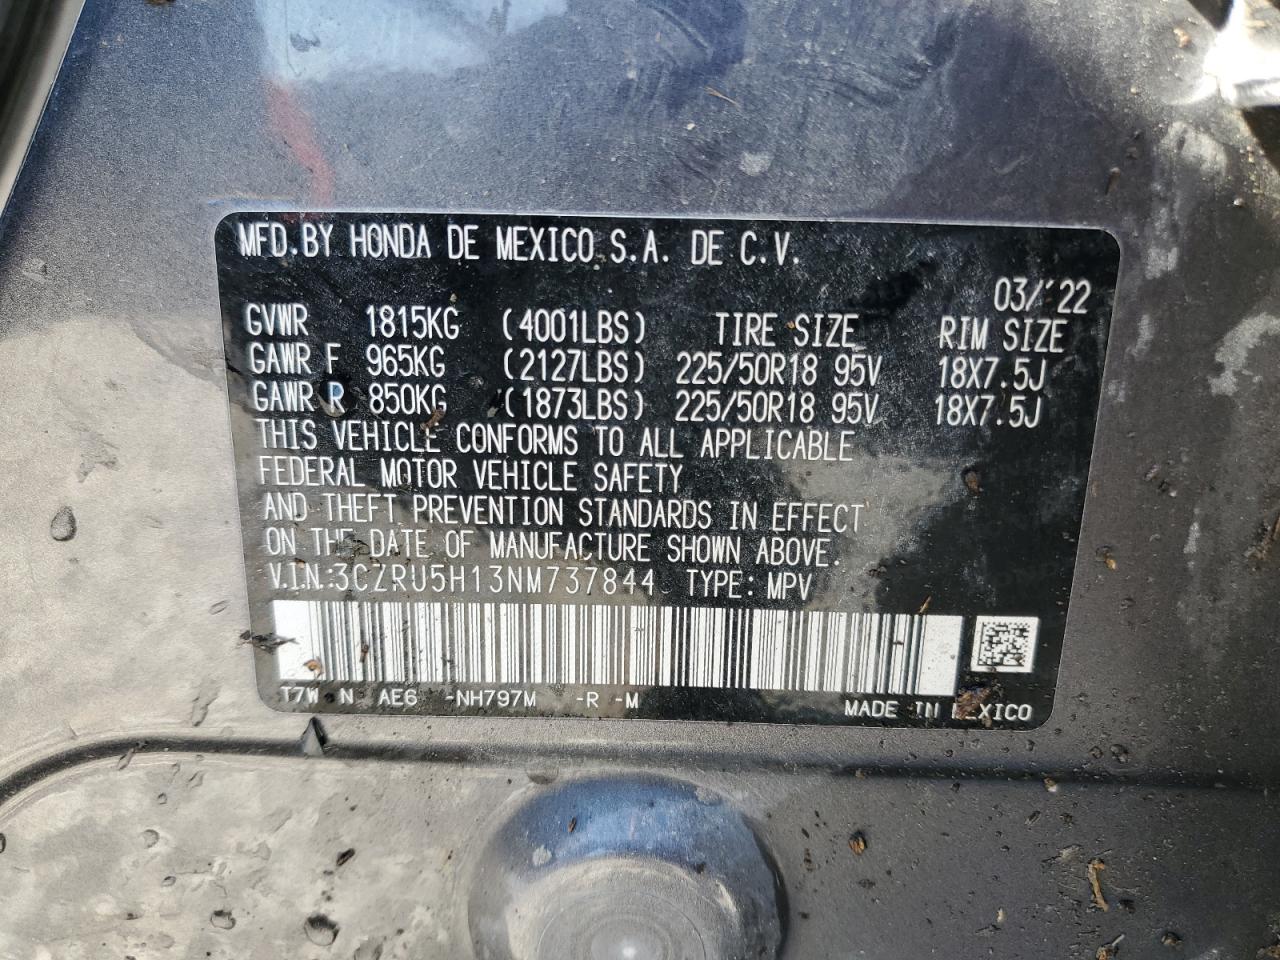 MFD.BY HONDA DE MEXICO S.A. DE C.V.
03/'22
GVWR 1815KG (4001LBS) TIRE SIZE RIM SIZE
GAWR F 965KG (2127LBS) 225/50R18 95V 18X7.5J
GAWR R 850KG (1873LBS) 225/50R18 95V 18X7.5J
THIS VEHICLE CONFORMS TO ALL APPLICABLE
FEDERAL MOTOR VEHICLE SAFETY
AND THEFT PREVENTION STANDARDS IN EFFECT
ON THE DATE OF MANUFACTURE SHOWN ABOVE.
V.I.N.:3CZRU5H13NM737844 TYPE: MPV
T7W N AE6 -NH797M -R -M MADE IN MEXICO